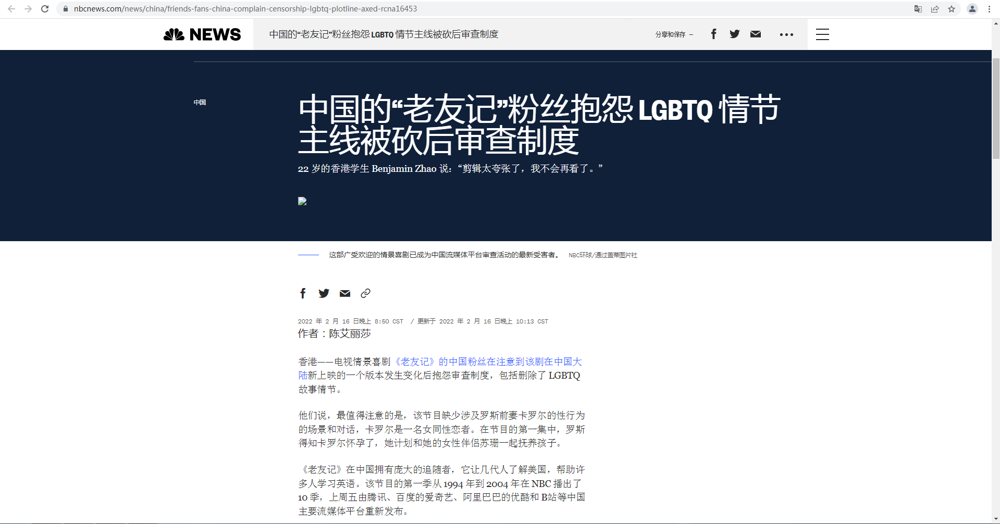 nbcnews.com/news/china/friends-fans-china-complain-censorship-lgbtq-plotline-axed-rcna16453
NEWS
中国的“老友记”粉丝抱怨 LGBTQ 情节主线被砍后审查制度
分享和保存 –
中国
中国的“老友记”粉丝抱怨 LGBTQ 情节
主线被砍后审查制度
22 岁的香港学生 Benjamin Zhao 说：“剪辑太夸张了，我不会再看了。”
这部广受欢迎的情景喜剧已成为中国流媒体平台审查活动的最新受害者。 NBC环球/通过盖蒂图片社
2022 年 2 月 16 日晚上 8:50 CST / 更新于 2022 年 2 月 16 日晚上 10:13 CST
作者：陈艾丽莎
香港——电视情景喜剧《老友记》的中国粉丝在注意到该剧在中国大
陆新上映的一个版本发生变化后抱怨审查制度，包括删除了 LGBTQ
故事情节。
他们说，最值得注意的是，该节目缺少涉及罗斯前妻卡罗尔的性行为
的场景和对话，卡罗尔是一名女同性恋者。在节目的第一集中，罗斯
得知卡罗尔怀孕了，她计划和她的女性伴侣苏珊一起抚养孩子。
《老友记》在中国拥有庞大的追随者，它让几代人了解美国，帮助许
多人学习英语。该节目的第一季从 1994 年到 2004 年在 NBC 播出了
10 季，上周五由腾讯、百度的爱奇艺、阿里巴巴的优酷和 B站等中国
主要流媒体平台重新发布。